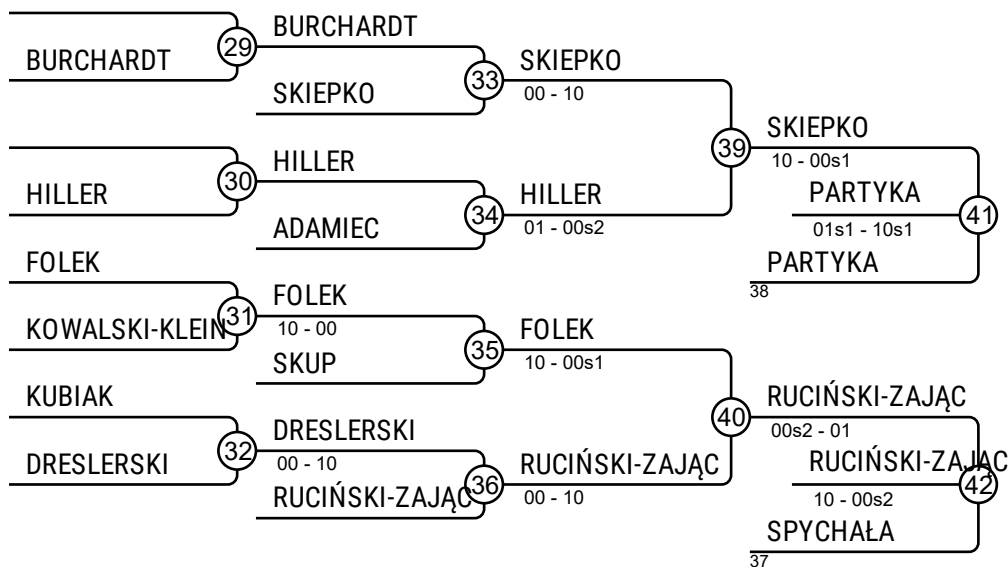 BURCHARDT
29
BURCHARDT
SKIEPKO
33
SKIEPKO
00 - 10
HILLER
30
HILLER
ADAMIEC
34
HILLER
01 - 00s2
39
SKIEPKO
10 - 00s1
PARTYKA
01s1 - 10s1
41
PARTYKA
38
FOLEK
KOWALSKI-KLEIN
31
FOLEK
10 - 00
SKUP
35
FOLEK
10 - 00s1
KUBIAK
DRESLERSKI
32
DRESLERSKI
00 - 10
RUCIŃSKI-ZAJĄC
36
RUCIŃSKI-ZAJĄC
00 - 10
40
RUCIŃSKI-ZAJĄC
00s2 - 01
RUCIŃSKI-ZAJĄC
10 - 00s2
42
SPYCHAŁA
37